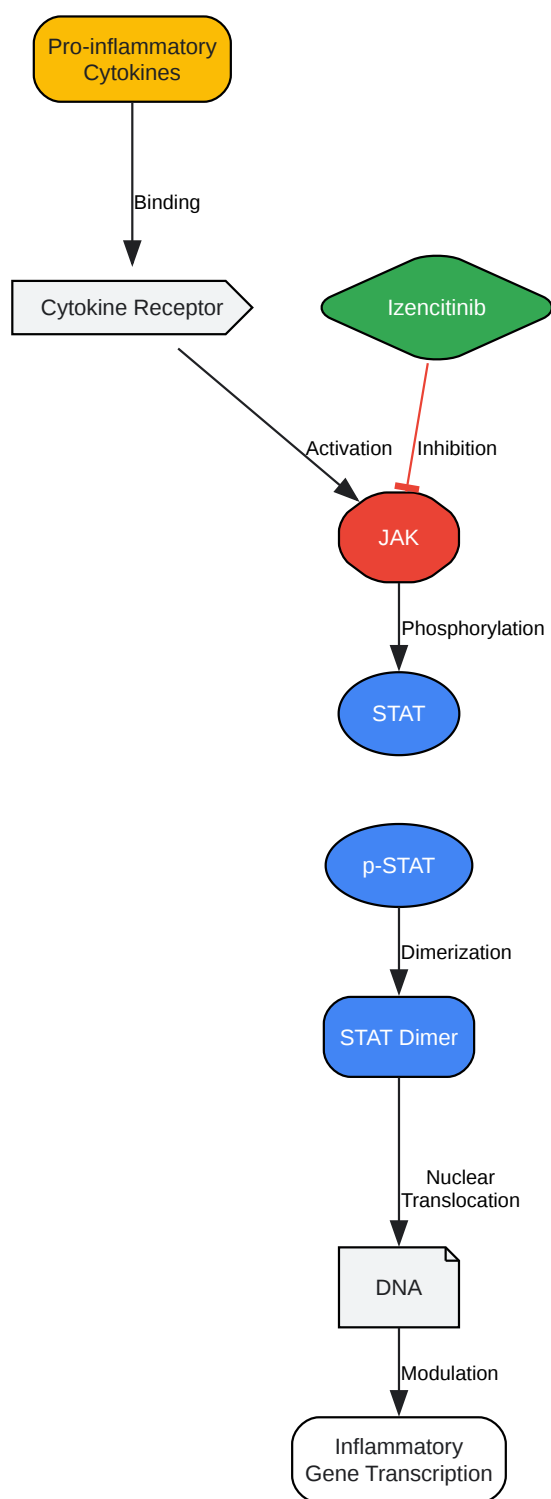 Pro-inflammatory
Cytokines
Binding
Cytokine Receptor
Izencitinib
Activation
Inhibition
JAK
Phosphorylation
STAT
p-STAT
Dimerization
STAT Dimer
Nuclear
Translocation
DNA
Modulation
Inflammatory
Gene Transcription